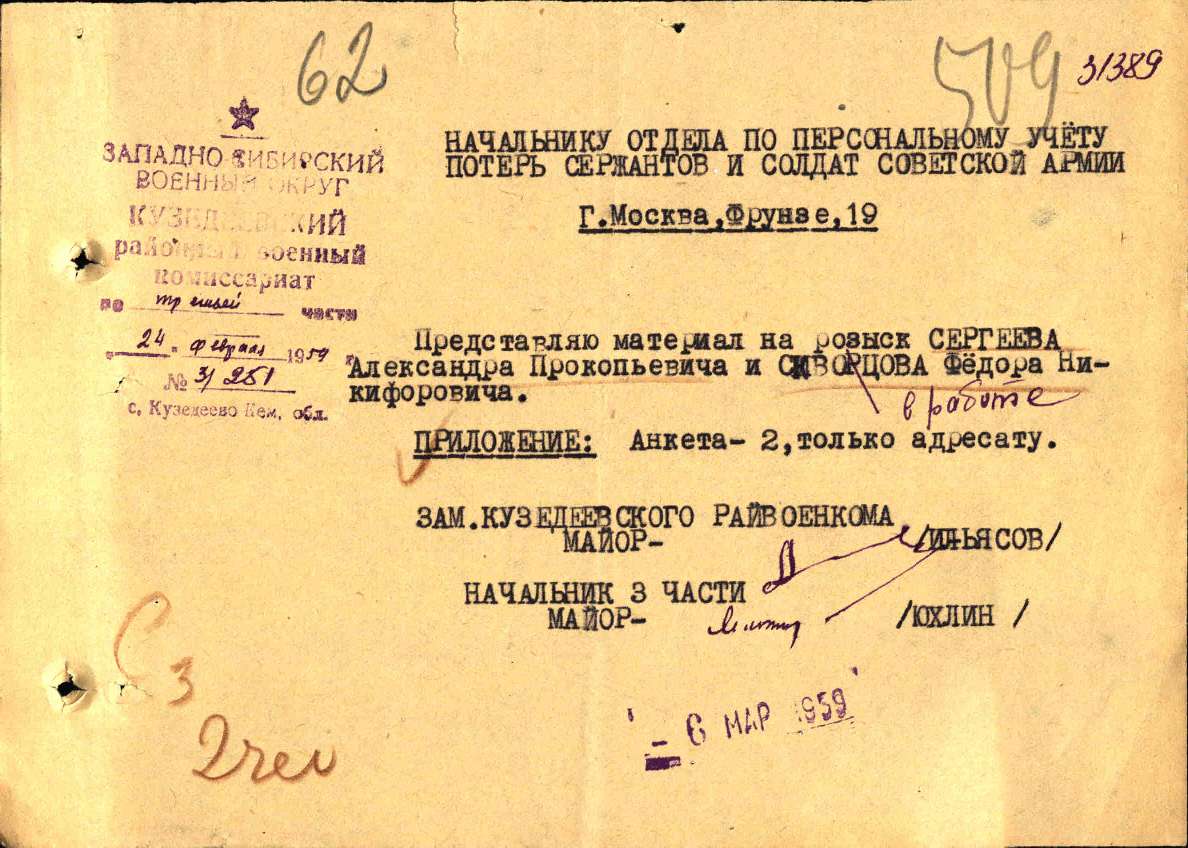 62
509 31389
ЗАПАДНО-СИБИРСКИЙ
ВОЕННЫЙ ОКРУГ
КУЗЕДЕЕВСКИЙ
районный военный
комиссариат
по третьей части
„ 24 " февраля 1959 г.
№ 3/251
с. Кузедеево Кем. обл.
НАЧАЛЬНИКУ ОТДЕЛА ПО ПЕРСОНАЛЬНОМУ УЧЁТУ
ПОТЕРЬ СЕРЖАНТОВ И СОЛДАТ СОВЕТСКОЙ АРМИИ
Г.Москва,Фрунзе,19
Представляю материал на розыск СЕРГЕЕВА
Александра Прокопьевича и СКВОРЦОВА Фёдора Ни-
кифоровича.
в работе
ПРИЛОЖЕНИЕ: Анкета- 2,только адресату.
ЗАМ.КУЗЕДЕЕВСКОГО РАЙВОЕНКОМА
МАЙОР- /ИЛЬЯСОВ/
НАЧАЛЬНИК 3 ЧАСТИ
МАЙОР- /ЮХЛИН /
С 3
2 чел
- 6 МАР 1959